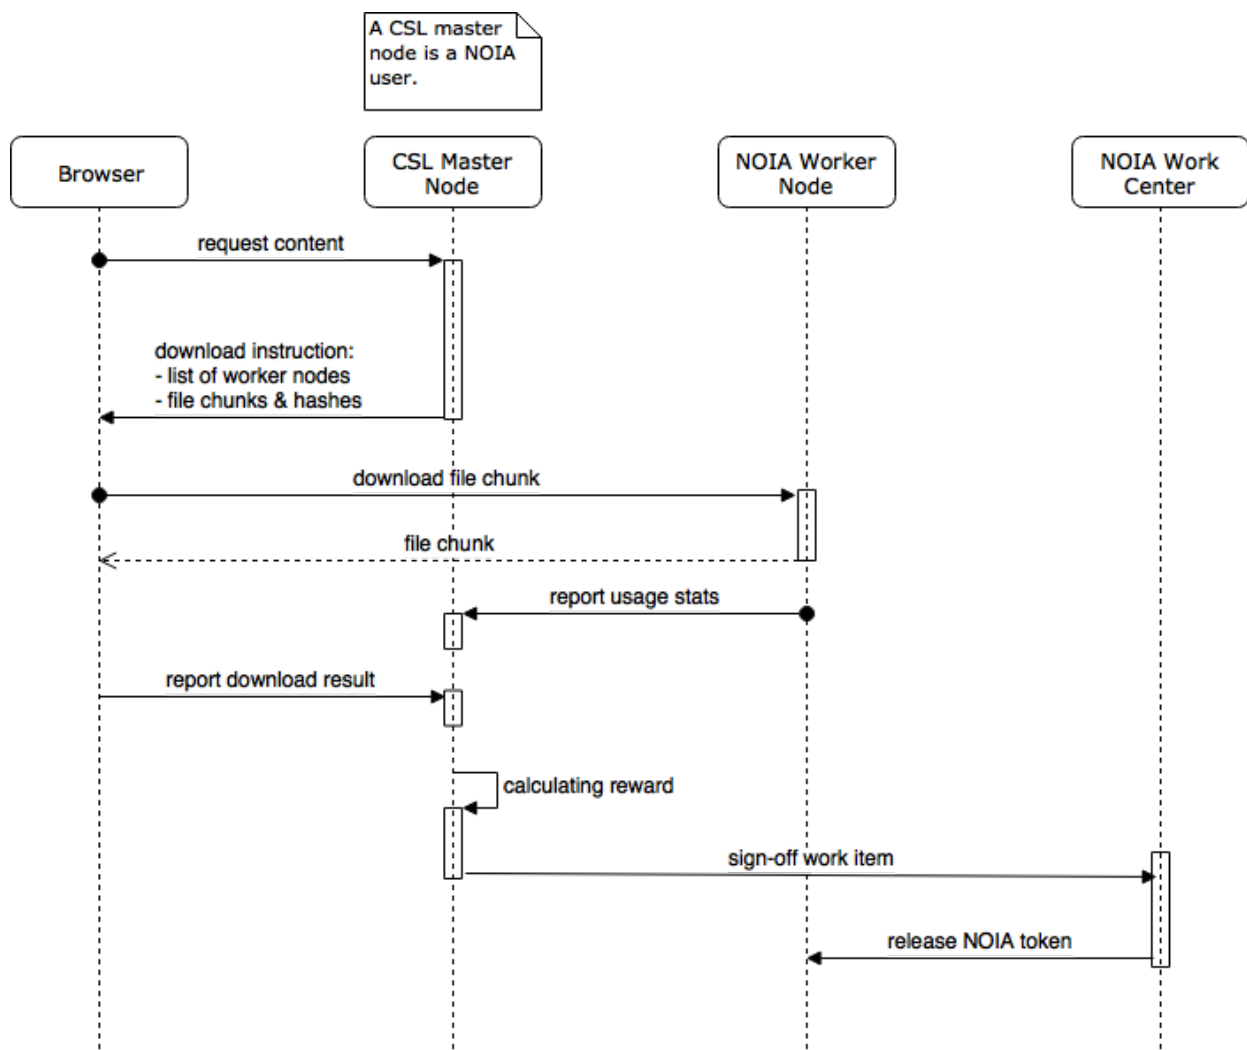 A CSL master
node is a NOIA
user.
Browser
CSL Master
Node
NOIA Worker
Node
NOIA Work
Center
request content
download instruction:
- list of worker nodes
- file chunks & hashes
download file chunk
file chunk
report usage stats
report download result
calculating reward
sign-off work item
release NOIA token